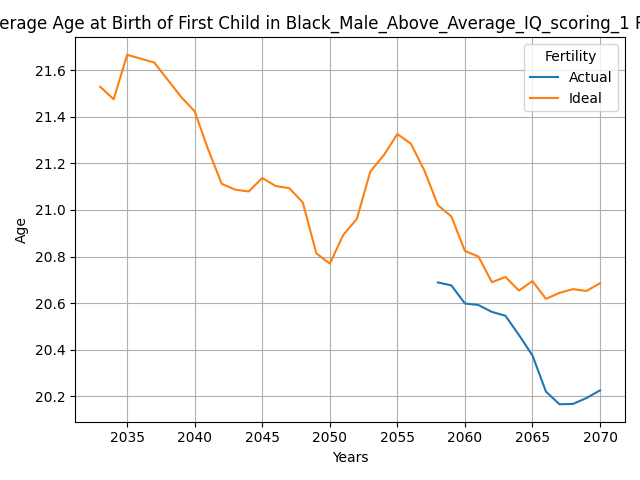 erage Age at Birth of First Child in Black_Male_Above_Average_IQ_scoring_1
Fertility
Actual
Ideal
21.6
21.4
21.2
21.0
20.8
20.6
20.4
20.2
Age
2035 2040 2045 2050 2055 2060 2065 2070
Years